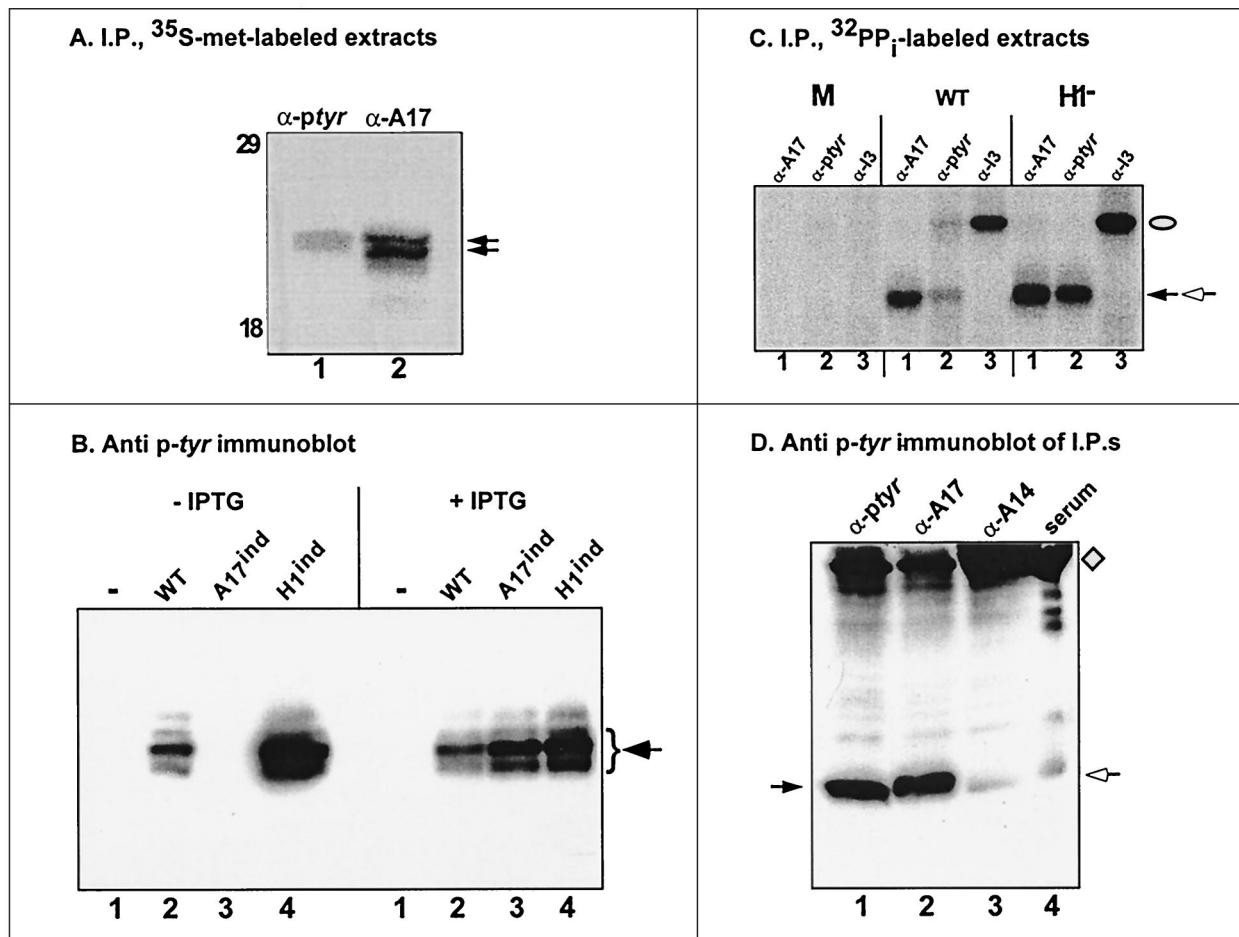 A. I.P., ³⁵S-met-labeled extracts
α-ptyr α-A17
29
18
1 2
C. I.P., ³²PPᵢ-labeled extracts
M WT H1⁻
α-A17 α-ptyr α-I3 α-A17 α-ptyr α-I3 α-A17 α-ptyr α-I3
1 2 3 1 2 3 1 2 3
B. Anti p-tyr immunoblot
- IPTG + IPTG
- WT A17ⁱⁿᵈ H1ⁱⁿᵈ - WT A17ⁱⁿᵈ H1ⁱⁿᵈ
1 2 3 4 1 2 3 4
D. Anti p-tyr immunoblot of I.P.s
α-ptyr α-A17 α-A14 serum
1 2 3 4